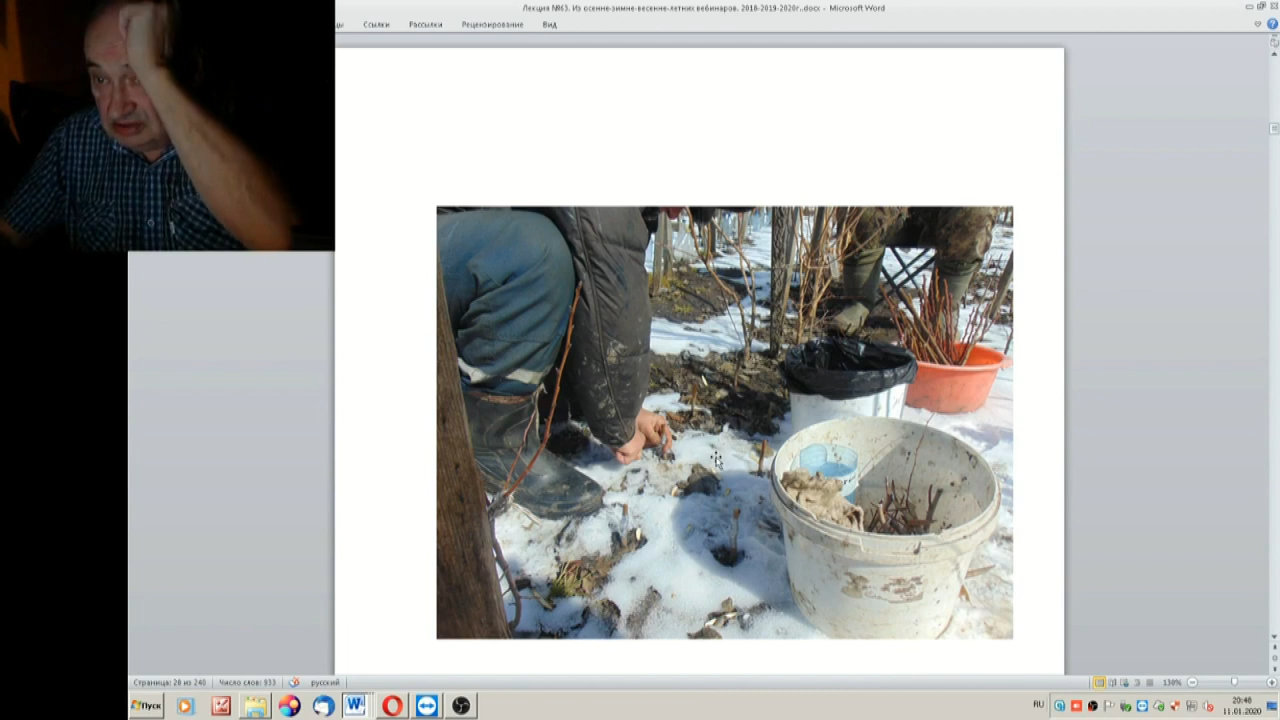 Лекция №63. Из осенне-зимне-весенне-летних вебинаров. 2018-2019-2020г..docx - Microsoft Word
Ссылки Рассылки Рецензирование Вид
Страница: 28 из 240 Число слов: 933 русский 138%
Пуск RU 20:48
11.01.2020